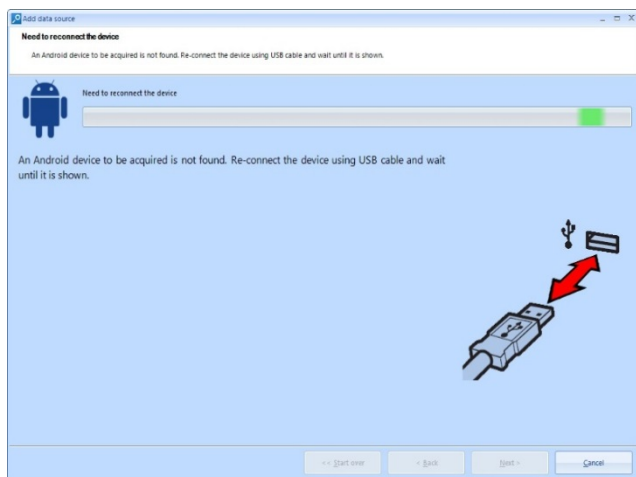 Add data source
Need to reconnect the device
An Android device to be acquired is not found. Re-connect the device using USB cable and wait until it is shown.
Need to reconnect the device
An Android device to be acquired is not found. Re-connect the device using USB cable and wait
until it is shown.
<< Start over
< Back
Next >
Cancel